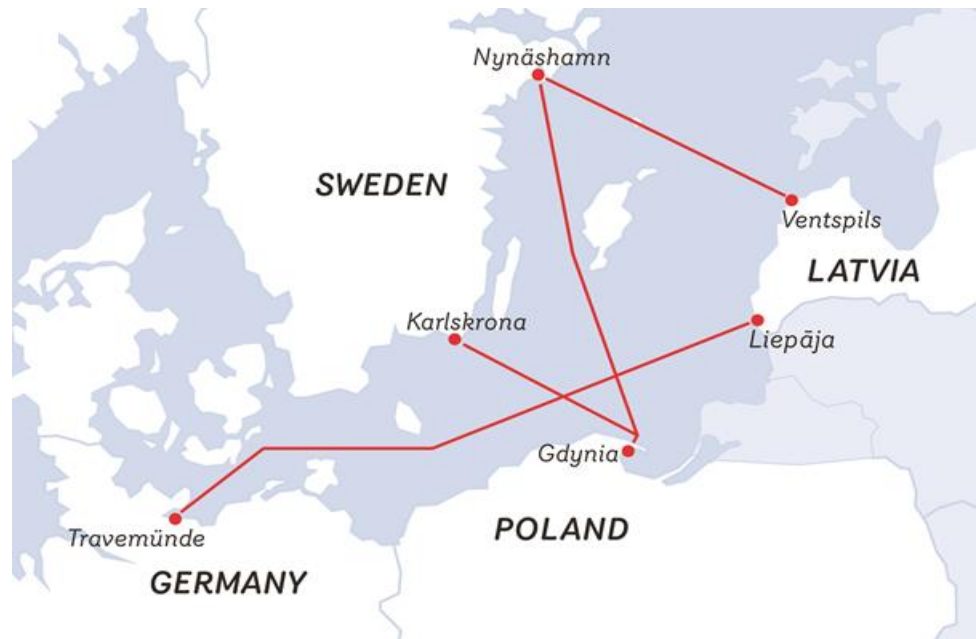 Nynäshamn
SWEDEN
Ventspils
LATVIA
Karlskrona
Liepāja
Gdynia
POLAND
Travemünde
GERMANY